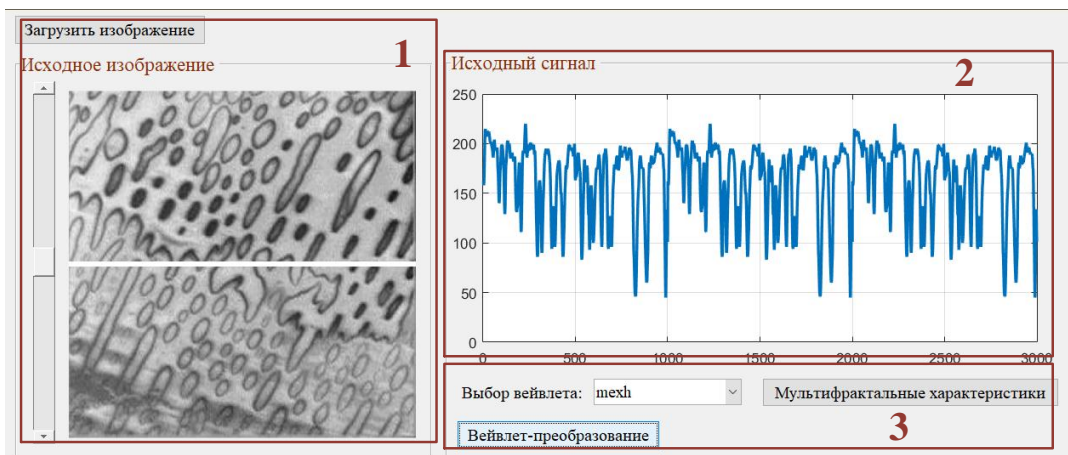 Загрузить изображение
1
Исходное изображение
Исходный сигнал
2
250
200
150
100
50
0
0 500 1000 1500 2000 2500 3000
Выбор вейвлета: mexh Мультифрактальные характеристики
Вейвлет-преобразование
3